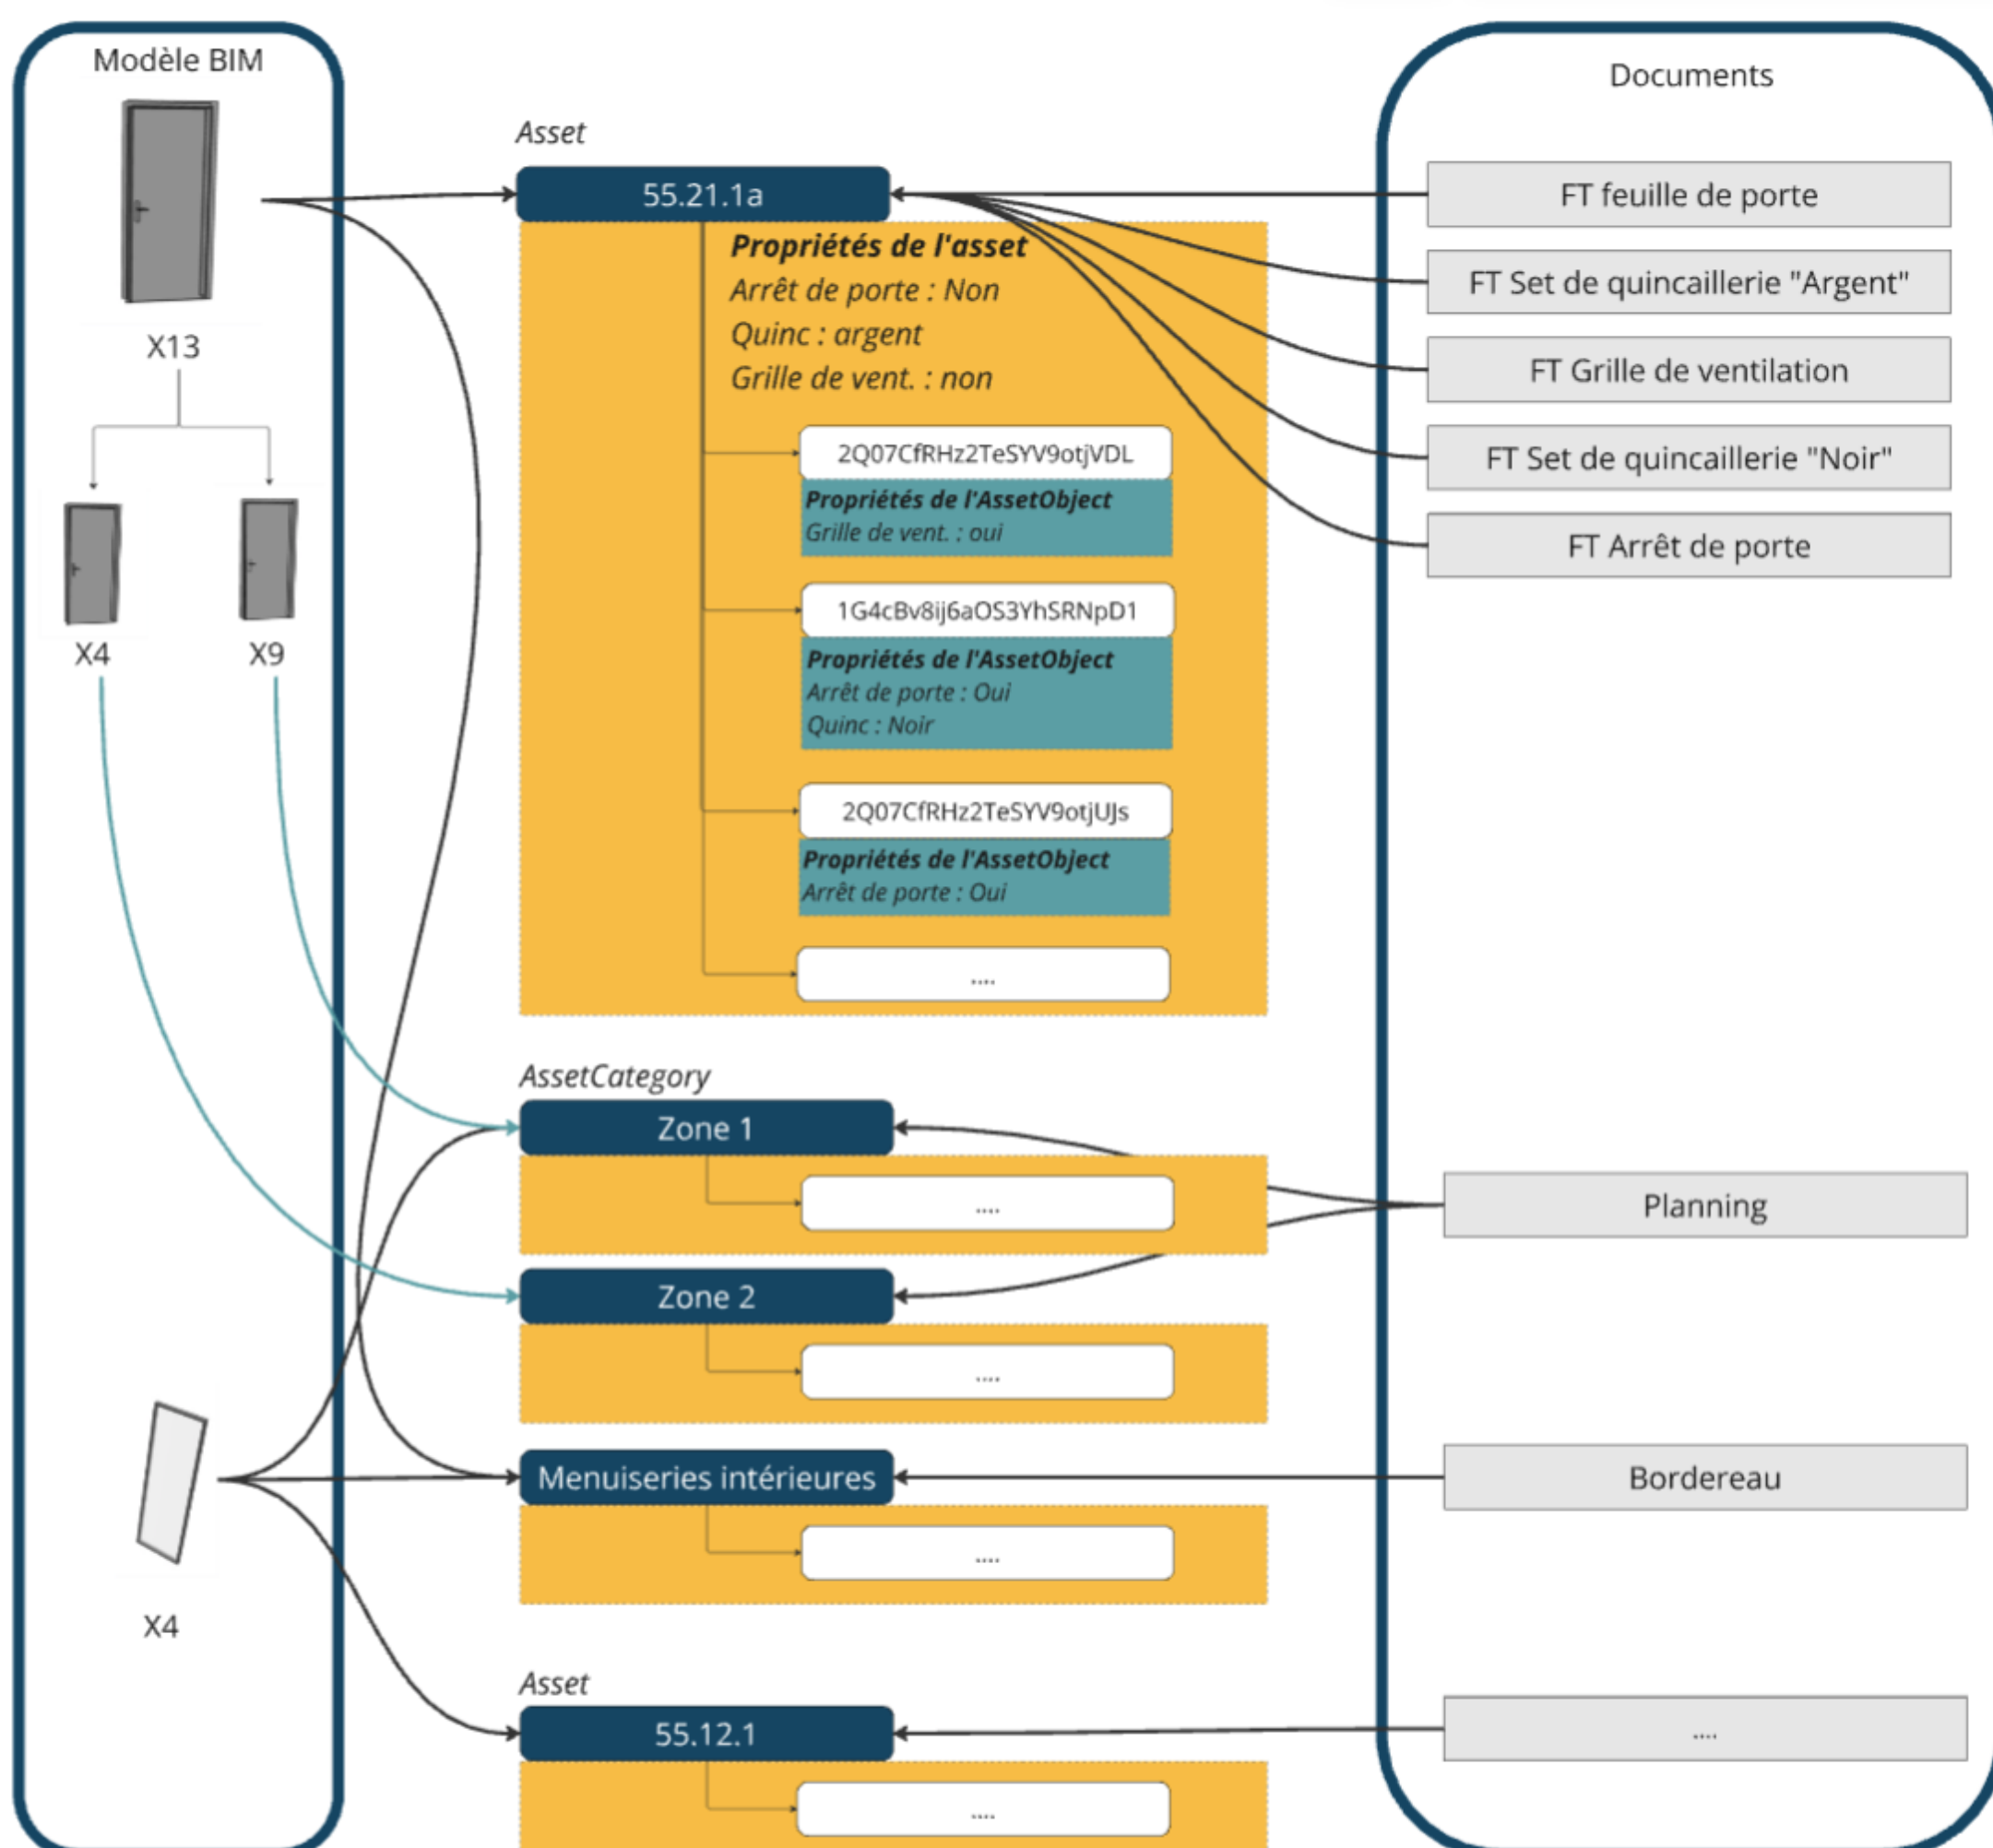 Modèle BIM
X13
X4
X9
X4
Asset
55.21.1a
Propriétés de l'asset
Arrêt de porte : Non
Quinc : argent
Grille de vent. : non
2Q07CfRHz2TeSYV9otjVDL
Propriétés de l'AssetObject
Grille de vent. : oui
1G4cBv8ij6aOS3YhSRNpD1
Propriétés de l'AssetObject
Arrêt de porte : Oui
Quinc : Noir
2Q07CfRHz2TeSYV9otjUJs
Propriétés de l'AssetObject
Arrêt de porte : Oui
....
AssetCategory
Zone 1
....
Zone 2
....
Menuiseries intérieures
....
Asset
55.12.1
....
Documents
FT feuille de porte
FT Set de quincaillerie "Argent"
FT Grille de ventilation
FT Set de quincaillerie "Noir"
FT Arrêt de porte
Planning
Bordereau
....